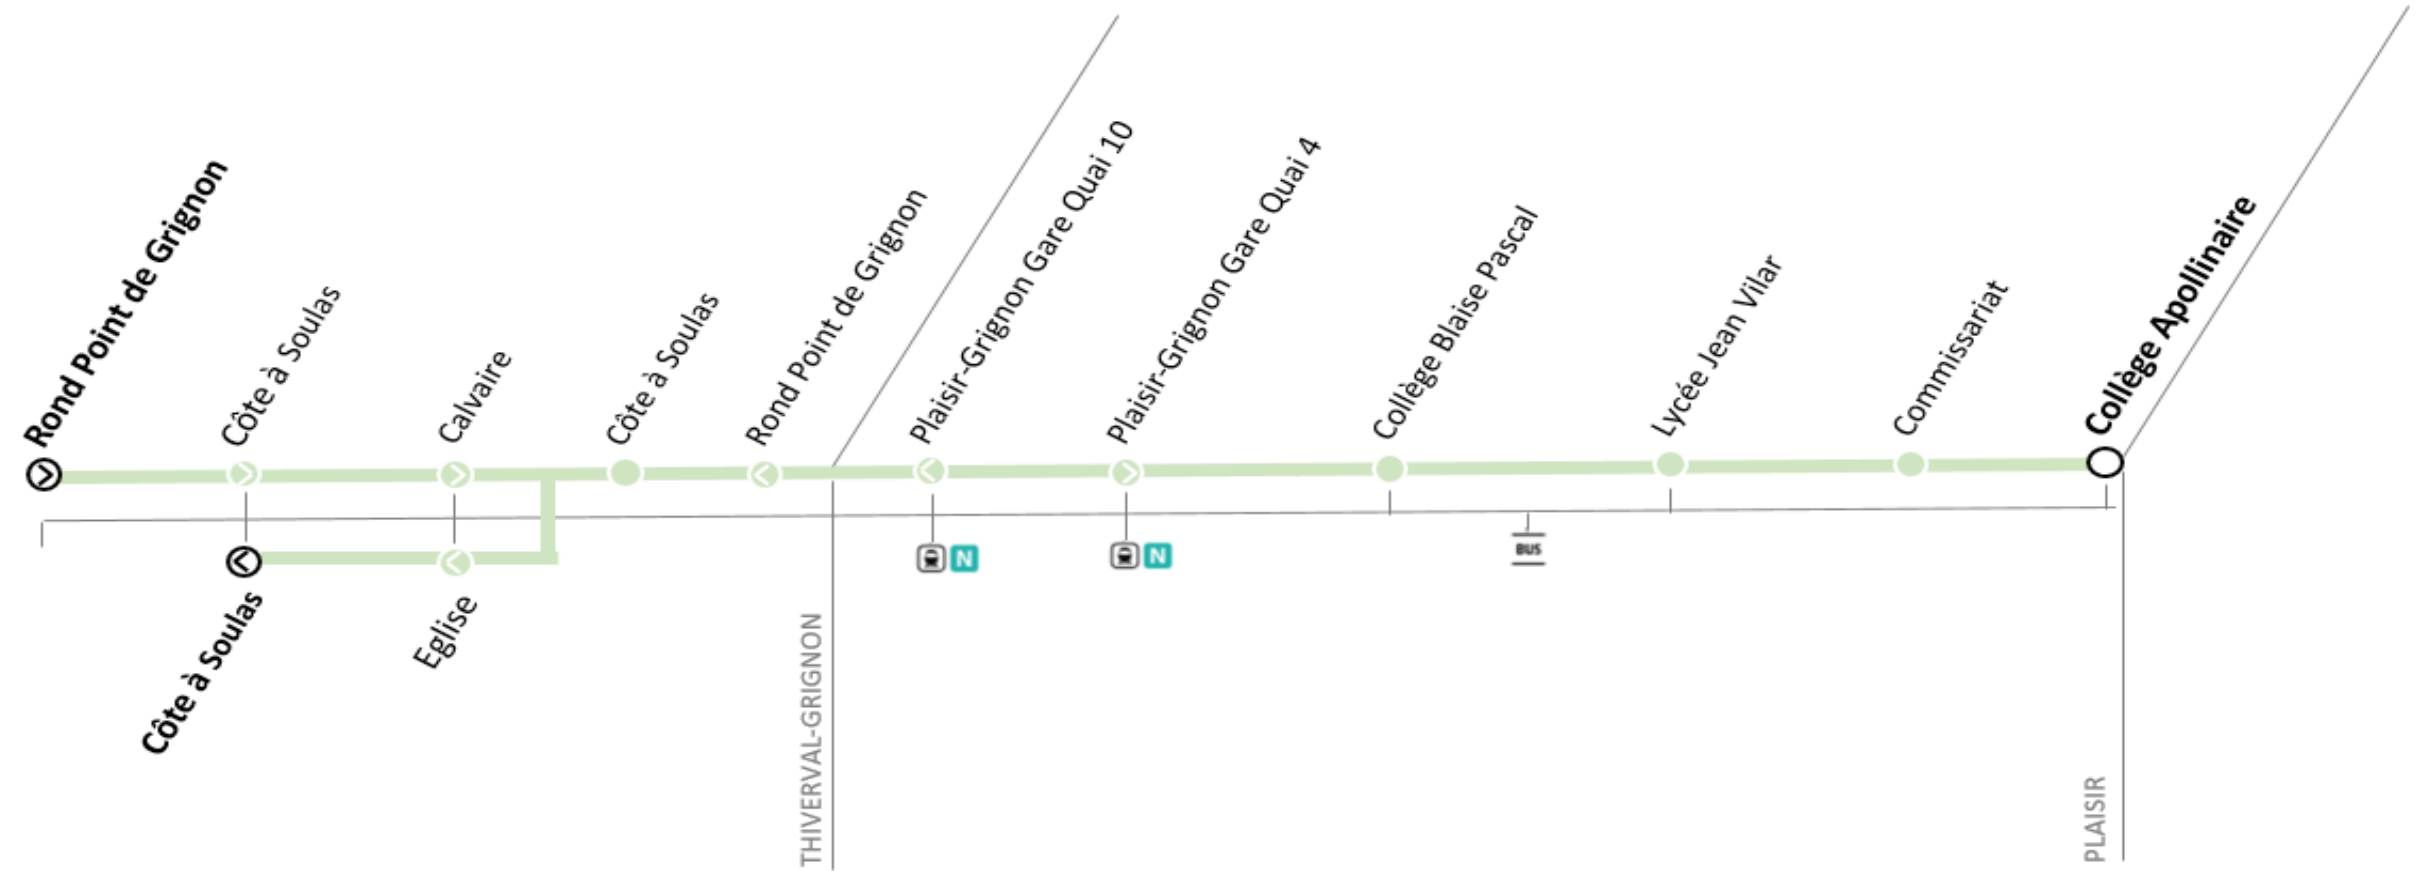 Rond Point de Grignon
Côte à Soulas
Calvaire
Côte à Soulas
Rond Point de Grignon
Plaisir-Grignon Gare Quai 10
Plaisir-Grignon Gare Quai 4
Collège Blaise Pascal
Lycée Jean Vilar
Commissariat
Collège Apollinaire
N
N
BUS
Côte à Soulas
Eglise
THIVERVAL-GRIGNON
PLAISIR